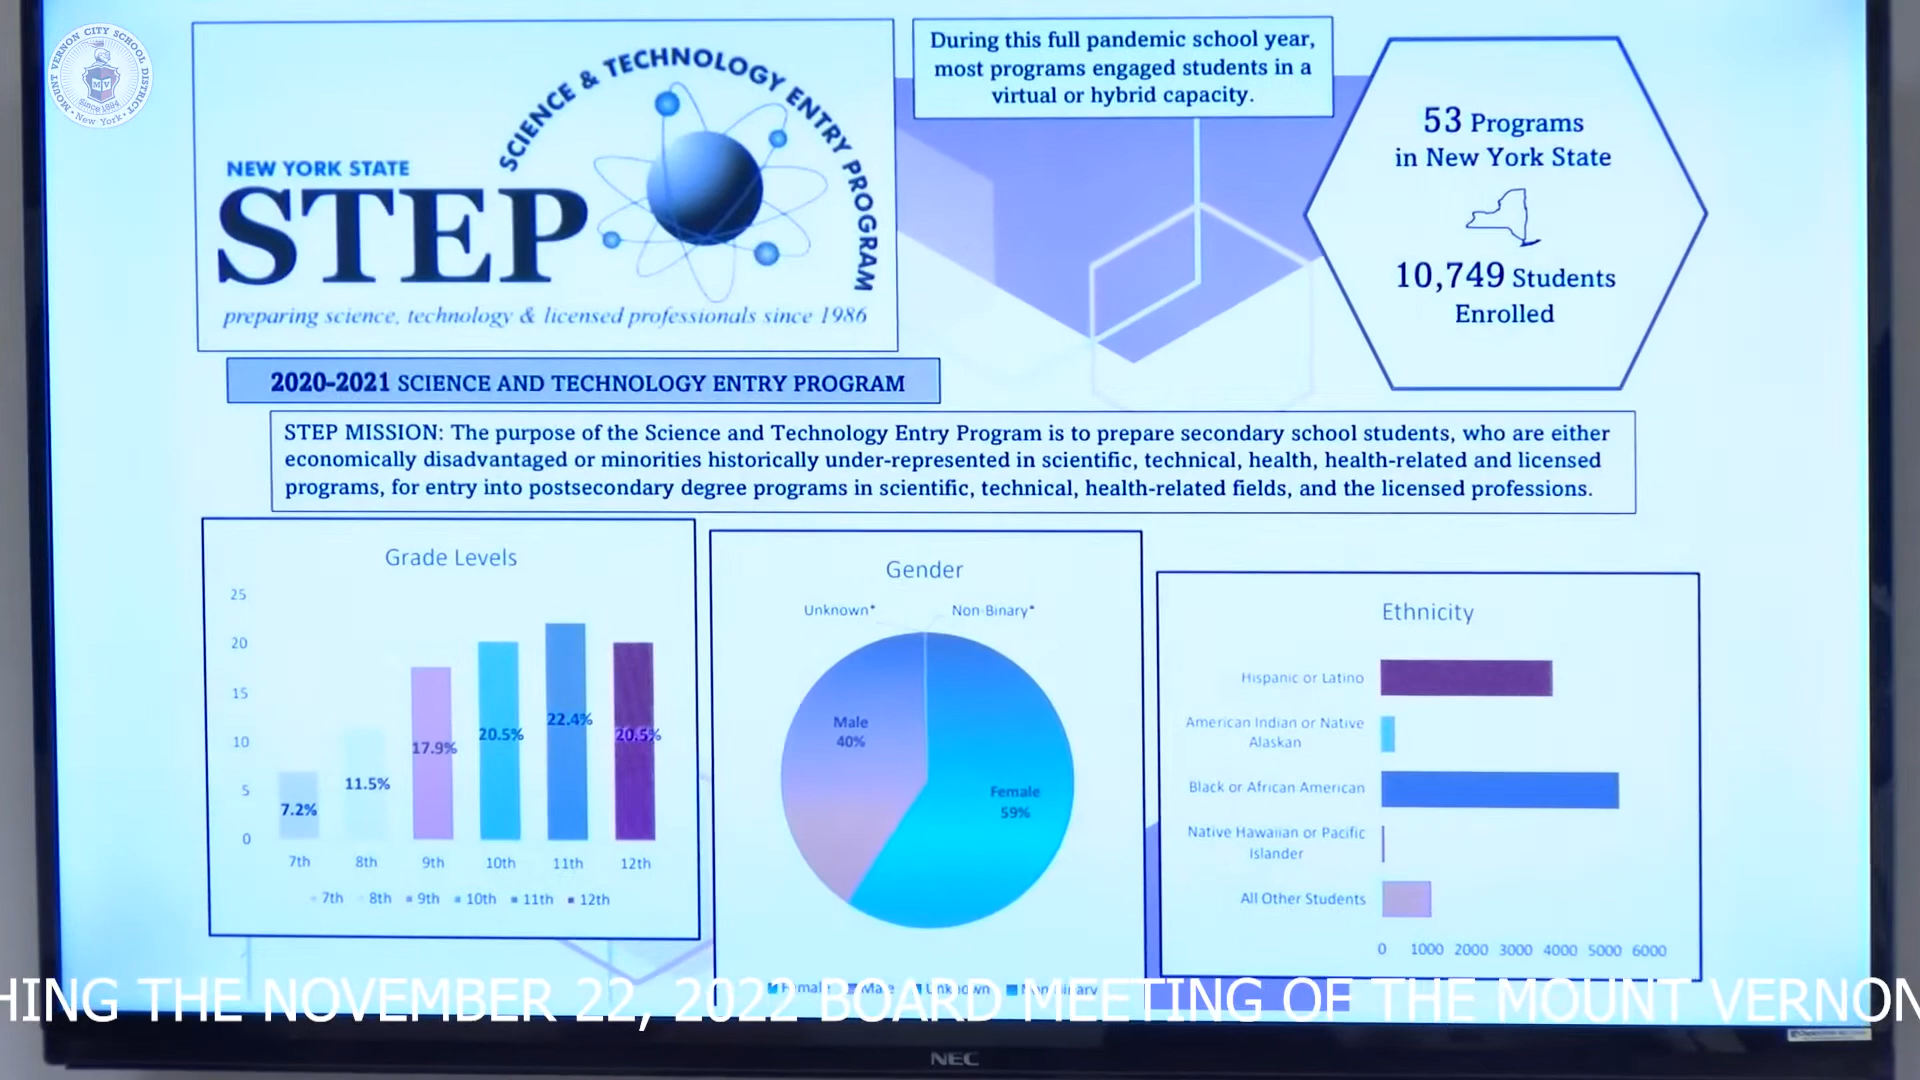 MOUNT VERNON CITY SCHOOL DISTRICT
MV
Since 1894
• New York •
NEW YORK STATE
STEP
SCIENCE & TECHNOLOGY ENTRY PROGRAM
preparing science, technology & licensed professionals since 1986
During this full pandemic school year,
most programs engaged students in a
virtual or hybrid capacity.
53 Programs
in New York State
10,749 Students
Enrolled
2020-2021 SCIENCE AND TECHNOLOGY ENTRY PROGRAM
STEP MISSION: The purpose of the Science and Technology Entry Program is to prepare secondary school students, who are either
economically disadvantaged or minorities historically under-represented in scientific, technical, health, health-related and licensed
programs, for entry into postsecondary degree programs in scientific, technical, health-related fields, and the licensed professions.
Grade Levels
25
20
15
10
5
0
7.2%
11.5%
17.9%
20.5%
22.4%
20.5%
7th 8th 9th 10th 11th 12th
7th 8th 9th 10th 11th 12th
Gender
Unknown* Non-Binary*
Male
40%
Female
59%
Female Male Unknown Non-Binary
Ethnicity
Hispanic or Latino
American Indian or Native
Alaskan
Black or African American
Native Hawaiian or Pacific
Islander
All Other Students
0 1000 2000 3000 4000 5000 6000
HING THE NOVEMBER 22, 2022 BOARD MEETING OF THE MOUNT VERNON
NEC